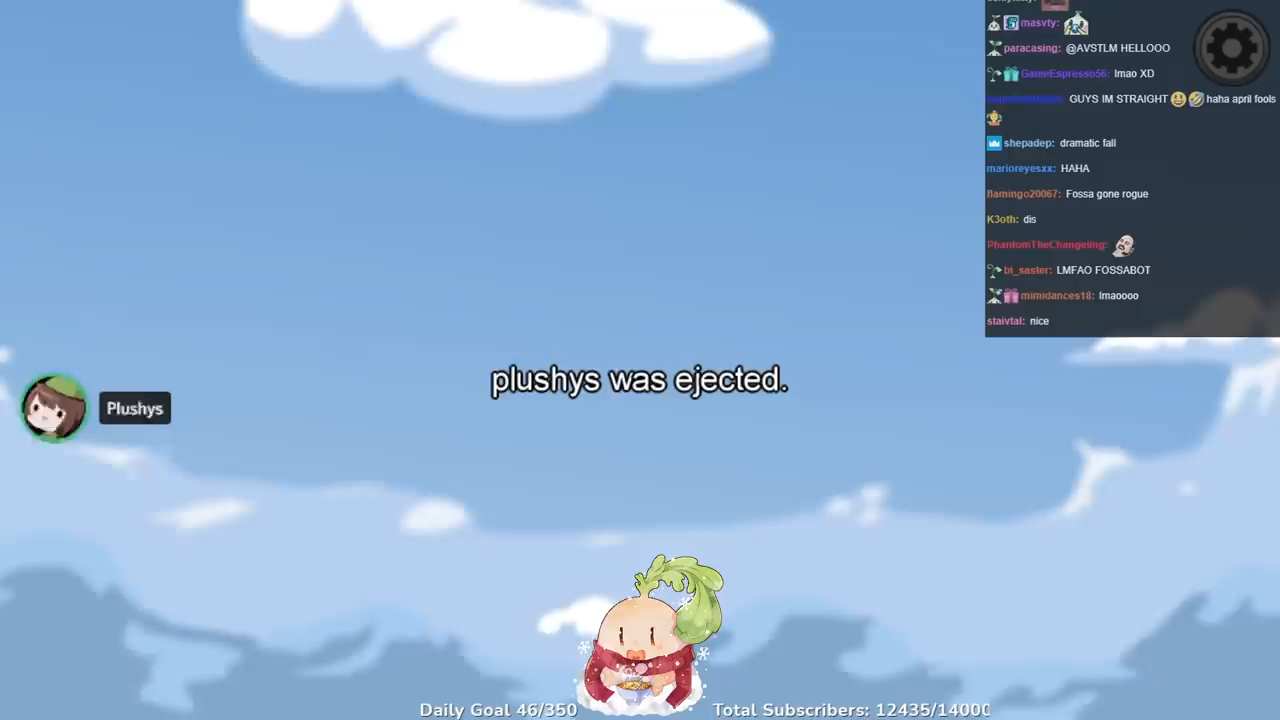 masvty:
paracasing: @AVSTLM HELLOOO
GameEspresso56: lmao XD
GUYS IM STRAIGHT haha april fools
shepadep: dramatic fall
marioreyesxx: HAHA
flamingo20067: Fossa gone rogue
K3oth: dis
PhantomTheChangeling:
bi_saster: LMFAO FOSSABOT
mimidances18: lmaoooo
staivtal: nice
plushys was ejected.
Plushys
Daily Goal 46/350
Total Subscribers: 12435/14000